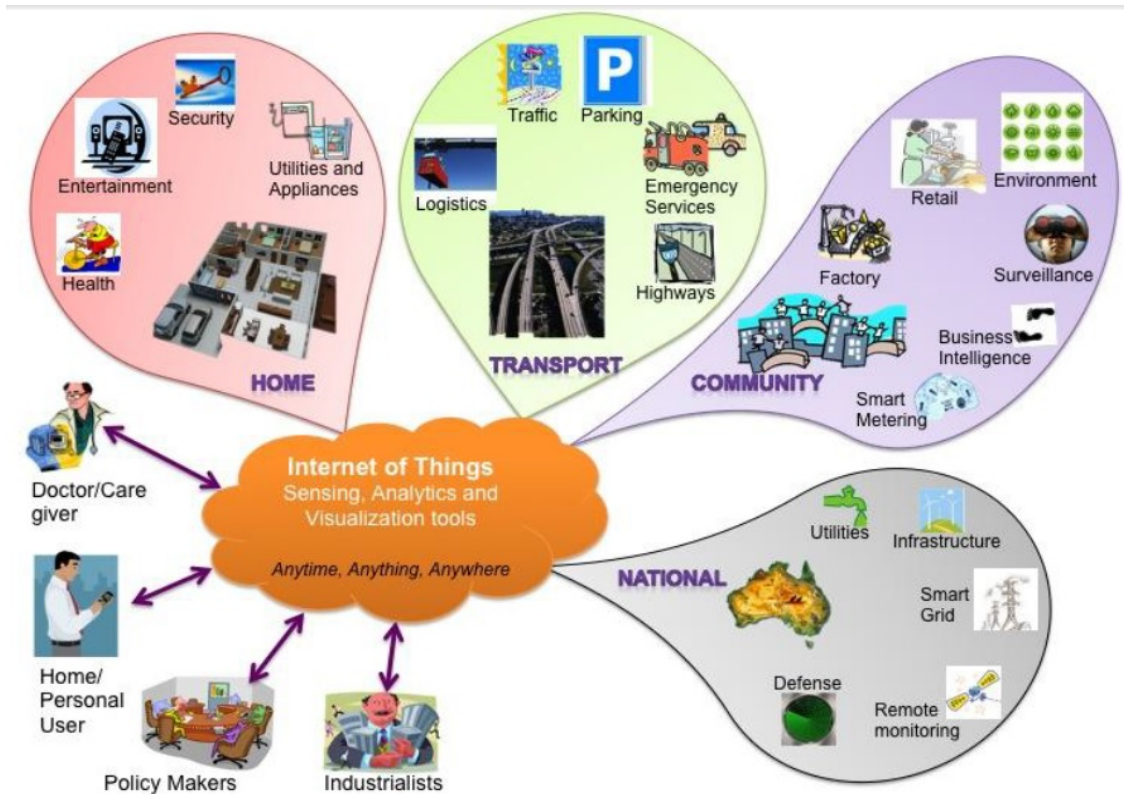 Security
Entertainment
Utilities and
Appliances
Health
HOME
Traffic
P
Parking
Logistics
Emergency
Services
Highways
TRANSPORT
Retail
Environment
Factory
Surveillance
Business
Intelligence
Smart
Metering
COMMUNITY
Internet of Things
Sensing, Analytics and
Visualization tools
Anytime, Anything, Anywhere
Doctor/Care
giver
Home/
Personal
User
Policy Makers
Industrialists
NATIONAL
Utilities
Infrastructure
Smart
Grid
Defense
Remote
monitoring